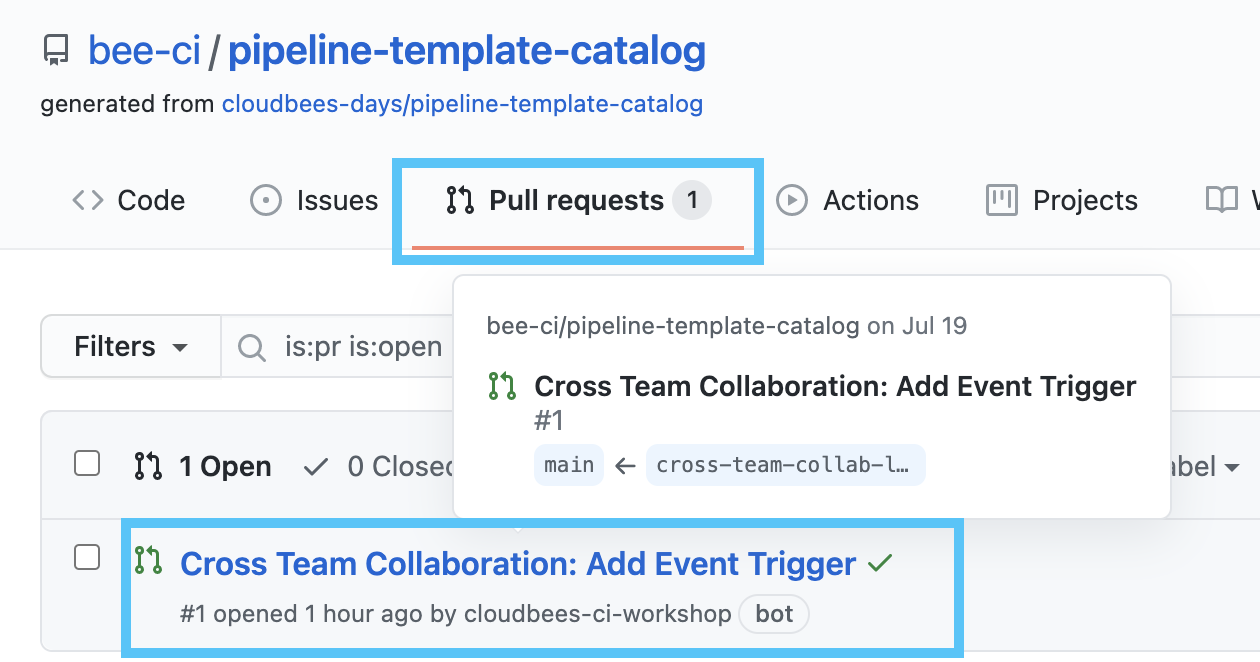 bee-ci / pipeline-template-catalog
generated from cloudbees-days/pipeline-template-catalog
Code Issues Pull requests 1 Actions Projects
Filters is:pr is:open
bee-ci/pipeline-template-catalog on Jul 19
Cross Team Collaboration: Add Event Trigger
#1
main ← cross-team-collab-l…
1 Open 0 Closed
Cross Team Collaboration: Add Event Trigger
#1 opened 1 hour ago by cloudbees-ci-workshop bot